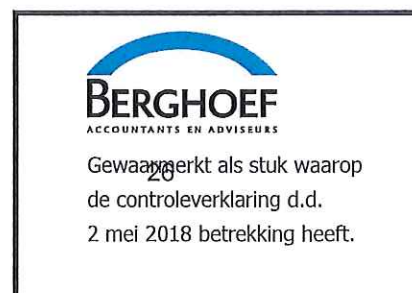 BERGHOEF
ACCOUNTANTS EN ADVISEURS
Gewaarmerkt als stuk waarop
26
de controleverklaring d.d.
2 mei 2018 betrekking heeft.